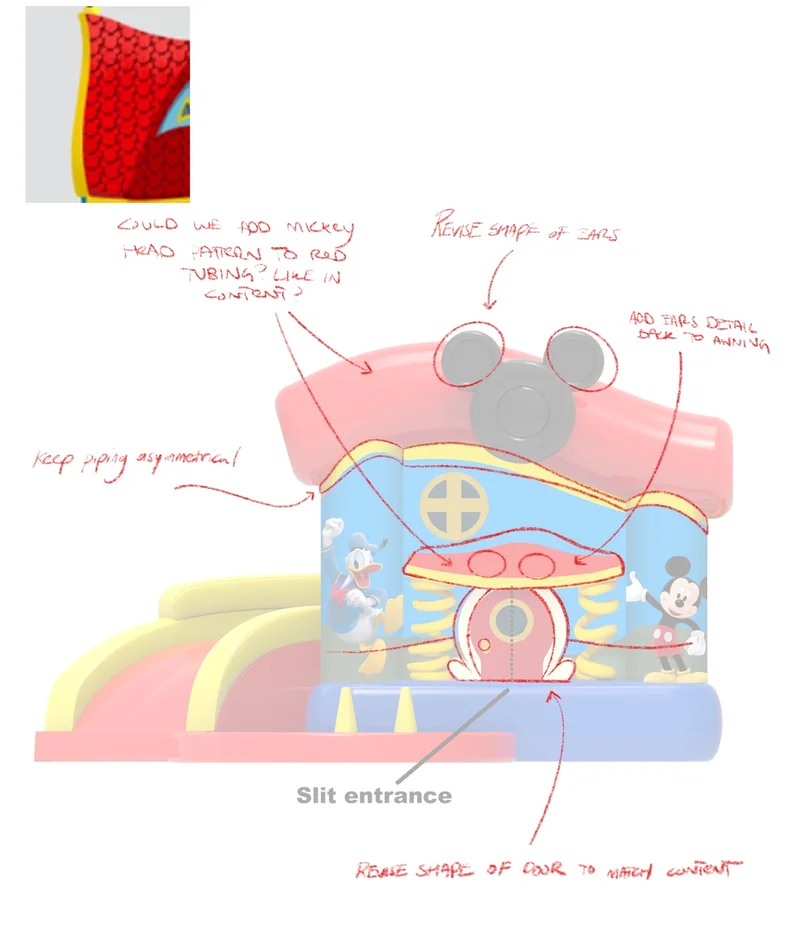 COULD WE ADD MICKEY
HEAD PATTERN TO RED
TUBING? LIKE IN
CONTENT?
REVISE SHAPE OF EARS
ADD EARS DETAIL
BACK TO AWNING
Keep piping asymmetrical
Slit entrance
REVISE SHAPE OF DOOR TO MATCH CONTENT